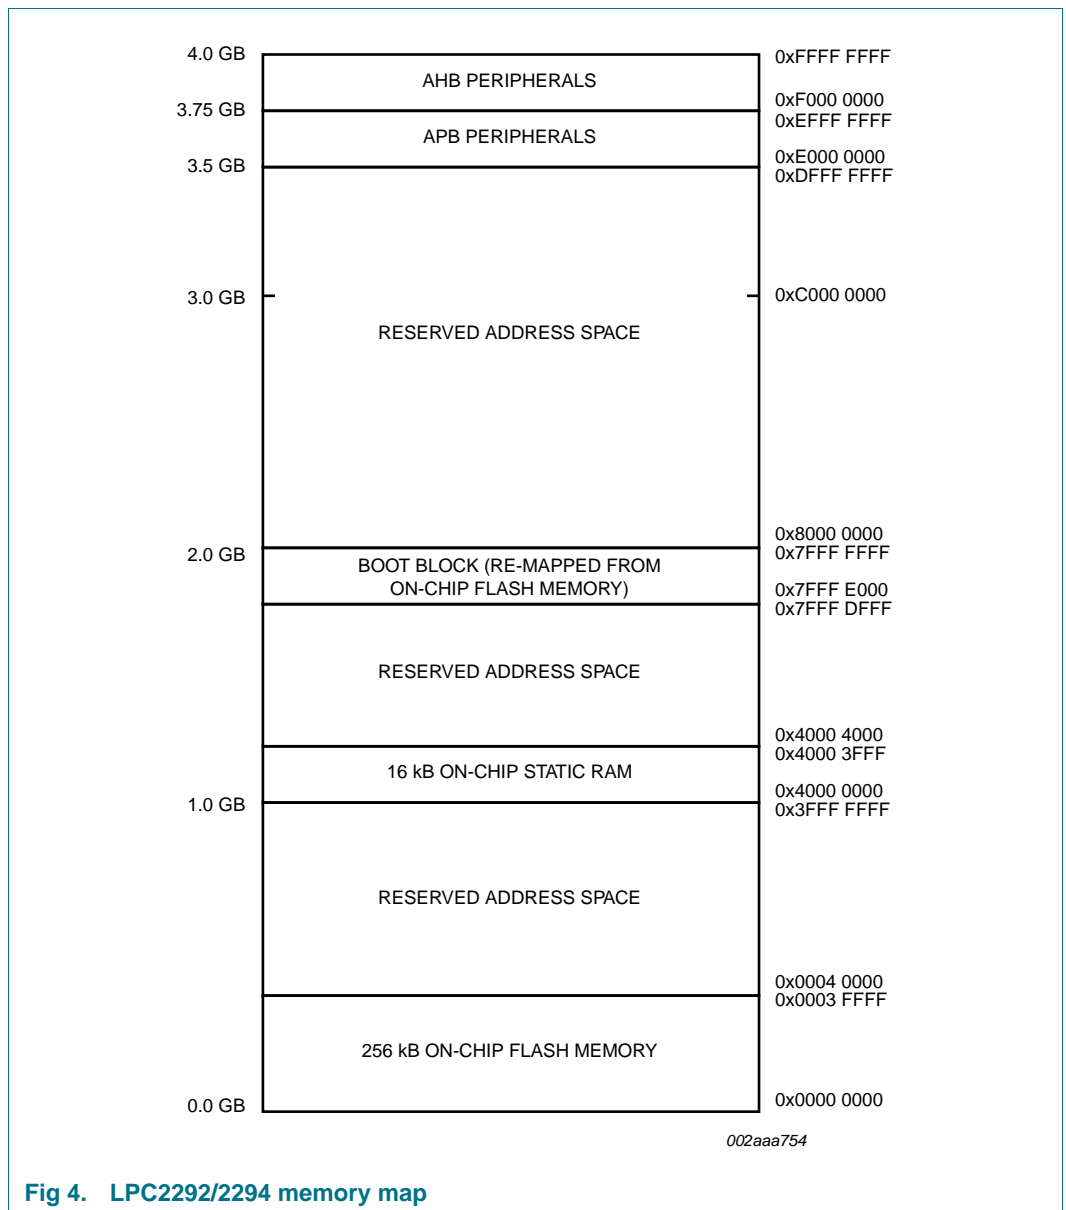 4.0 GB
0xFFFF FFFF
AHB PERIPHERALS
0xF000 0000
3.75 GB
0xEFFF FFFF
APB PERIPHERALS
0xE000 0000
3.5 GB
0xDFFF FFFF
3.0 GB
0xC000 0000
RESERVED ADDRESS SPACE
0x8000 0000
2.0 GB
0x7FFF FFFF
BOOT BLOCK (RE-MAPPED FROM
ON-CHIP FLASH MEMORY)
0x7FFF E000
0x7FFF DFFF
RESERVED ADDRESS SPACE
0x4000 4000
0x4000 3FFF
16 kB ON-CHIP STATIC RAM
0x4000 0000
1.0 GB
0x3FFF FFFF
RESERVED ADDRESS SPACE
0x0004 0000
0x0003 FFFF
256 kB ON-CHIP FLASH MEMORY
0.0 GB
0x0000 0000
002aaa754
Fig 4. LPC2292/2294 memory map